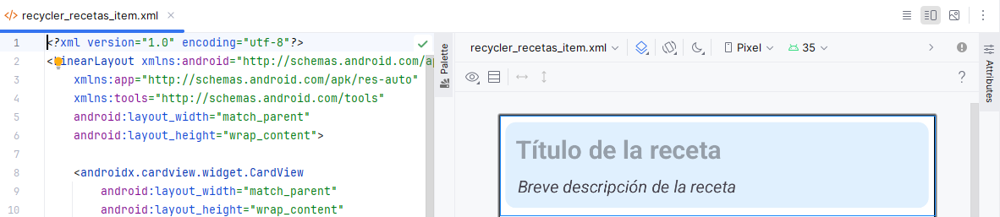 recycler_recetas_item.xml
1 <?xml version="1.0" encoding="utf-8"?>
2 <LinearLayout xmlns:android="http://schemas.android.com/ap
3 xmlns:app="http://schemas.android.com/apk/res-auto"
4 xmlns:tools="http://schemas.android.com/tools"
5 android:layout_width="match_parent"
6 android:layout_height="wrap_content">
7
8 <androidx.cardview.widget.CardView
9 android:layout_width="match_parent"
10 android:layout_height="wrap_content"
Palette
recycler_recetas_item.xml Pixel 35
?
Título de la receta
Breve descripción de la receta
Attributes